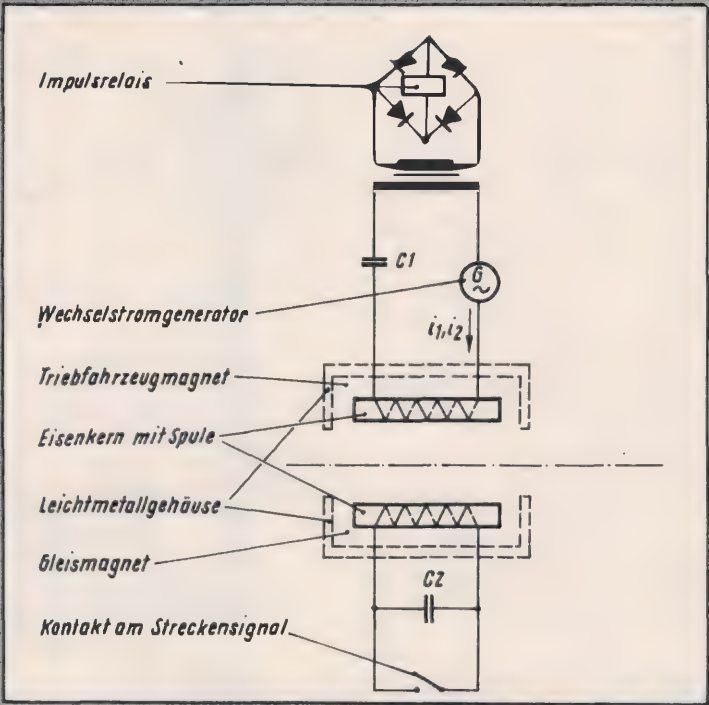 Impulsrelais
C1
G
~
Wechselstromgenerator
i1,i2
Triebfahrzeugmagnet
Eisenkern mit Spule
Leichtmetallgehäuse
Gleismagnet
C2
Kontakt am Streckensignal